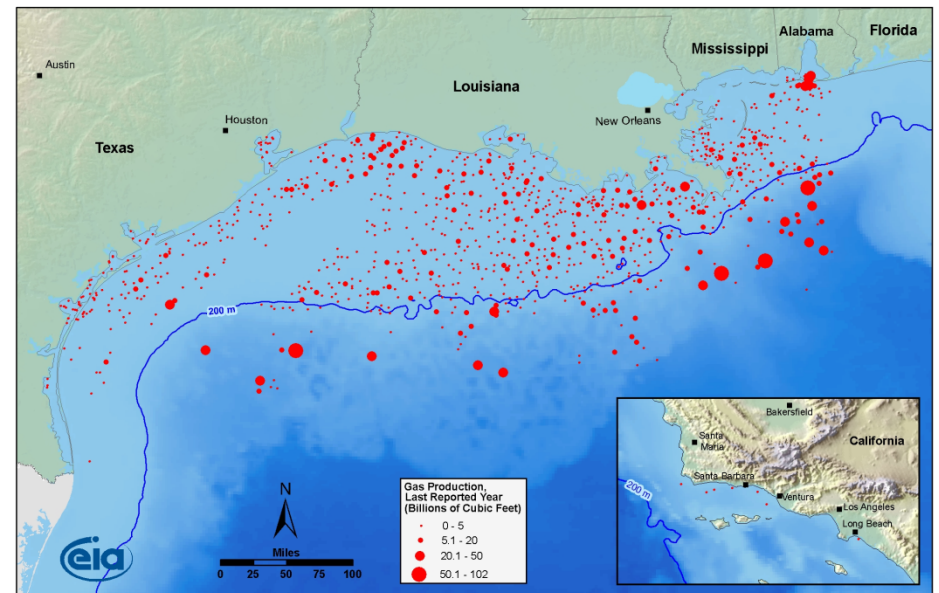 Alabama
Florida
Mississippi
Austin
Louisiana
New Orleans
Houston
Texas
200 m
Bakersfield
California
Santa
Maria
Santa Barbara
200 m
Ventura
Los Angeles
Long Beach
N
Miles
0 25 50 75 100
Gas Production,
Last Reported Year
(Billions of Cubic Feet)
0 - 5
5.1 - 20
20.1 - 50
50.1 - 102
eia